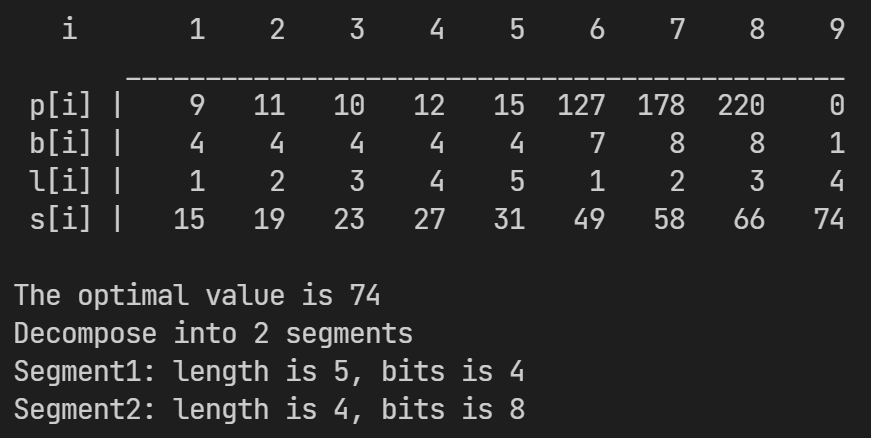 i 1 2 3 4 5 6 7 8 9
_____________________________________________
p[i] | 9 11 10 12 15 127 178 220 0
b[i] | 4 4 4 4 4 7 8 8 1
l[i] | 1 2 3 4 5 1 2 3 4
s[i] | 15 19 23 27 31 49 58 66 74
The optimal value is 74
Decompose into 2 segments
Segment1: length is 5, bits is 4
Segment2: length is 4, bits is 8